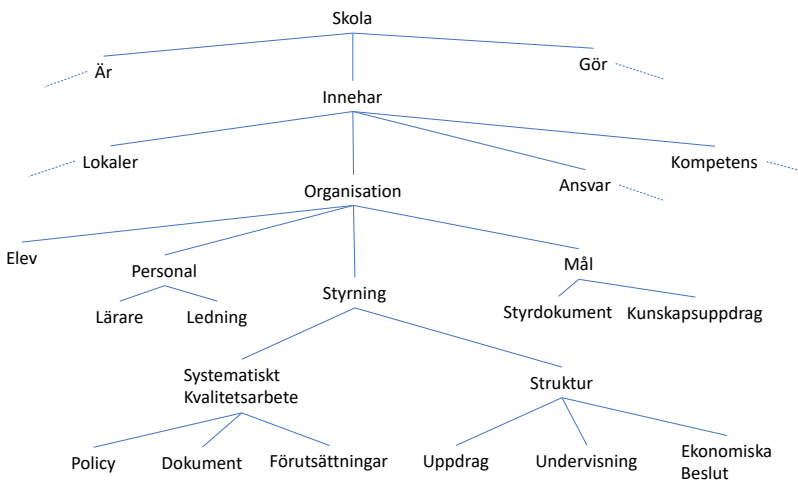 Skola
Är
Gör
Innehar
Lokaler
Kompetens
Organisation
Ansvar
Elev
Personal
Mål
Styrning
Lärare
Ledning
Styrdokument
Kunskapsuppdrag
Systematiskt
Kvalitetsarbete
Struktur
Policy
Dokument
Förutsättningar
Uppdrag
Undervisning
Ekonomiska
Beslut